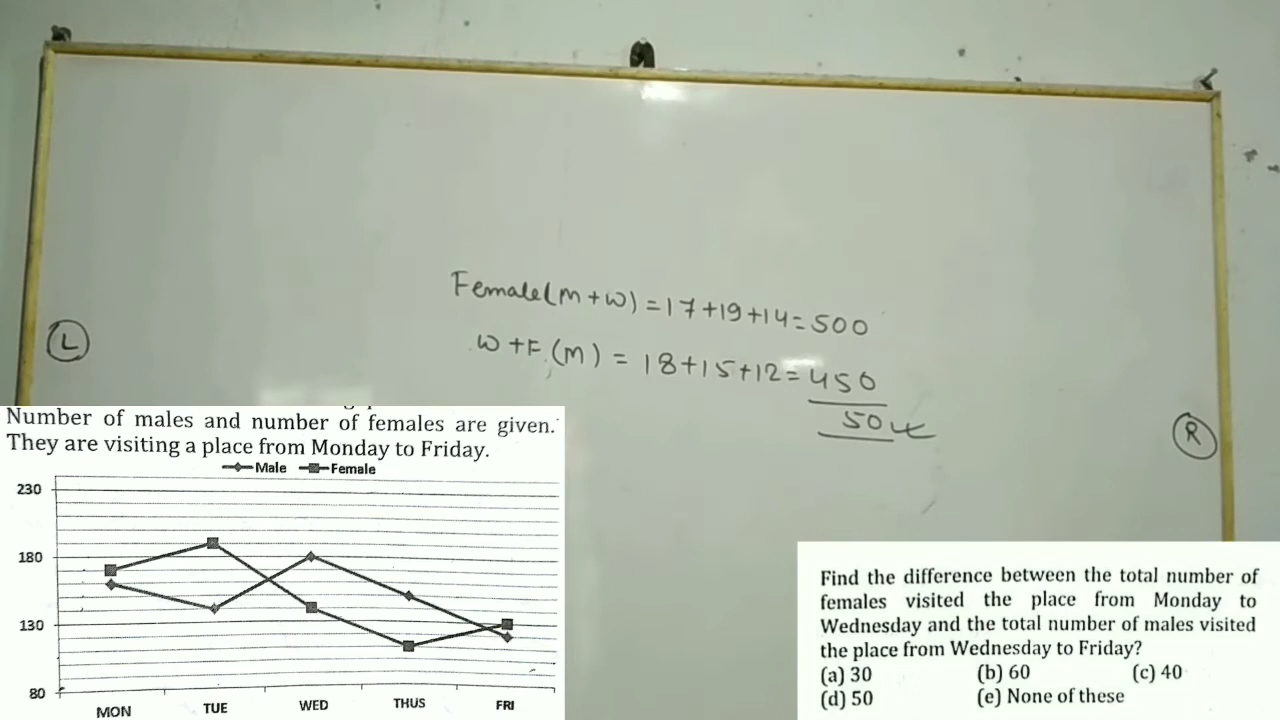 Female(M+W) = 17+19+14=500
W+F(M) = 18+15+12=450
50
L
R
Number of males and number of females are given.
They are visiting a place from Monday to Friday.
Male Female
230
180
130
80
MON TUE WED THUS FRI
Find the difference between the total number of
females visited the place from Monday to
Wednesday and the total number of males visited
the place from Wednesday to Friday?
(a) 30 (b) 60 (c) 40
(d) 50 (e) None of these